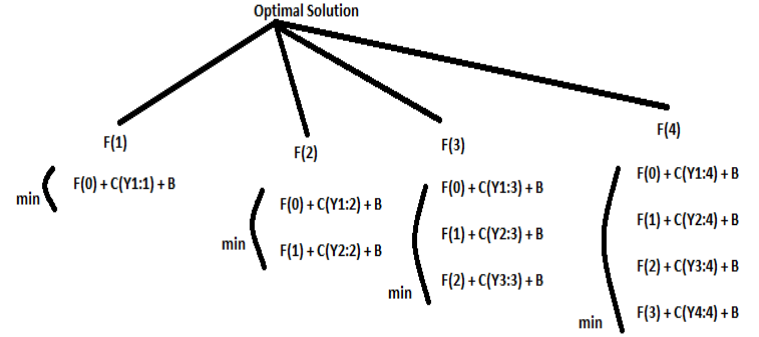 Optimal Solution
F(1)
F(0) + C(Y1:1) + B
min
F(2)
F(0) + C(Y1:2) + B
F(1) + C(Y2:2) + B
min
F(3)
F(0) + C(Y1:3) + B
F(1) + C(Y2:3) + B
F(2) + C(Y3:3) + B
min
F(4)
F(0) + C(Y1:4) + B
F(1) + C(Y2:4) + B
F(2) + C(Y3:4) + B
F(3) + C(Y4:4) + B
min